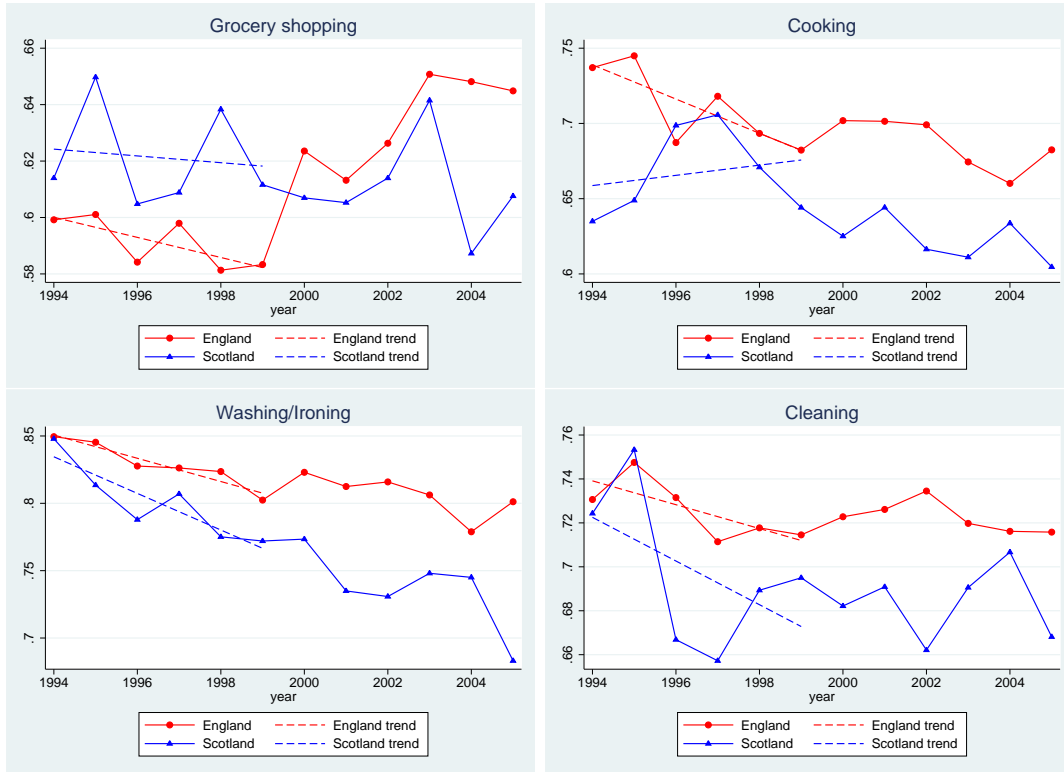 Grocery shopping
.66
.64
.62
.6
.58
1994 1996 1998 2000 2002 2004
year
England England trend
Scotland Scotland trend
Cooking
.75
.7
.65
.6
1994 1996 1998 2000 2002 2004
year
England England trend
Scotland Scotland trend
Washing/Ironing
.85
.8
.75
.7
1994 1996 1998 2000 2002 2004
year
England England trend
Scotland Scotland trend
Cleaning
.76
.74
.72
.7
.68
.66
1994 1996 1998 2000 2002 2004
year
England England trend
Scotland Scotland trend